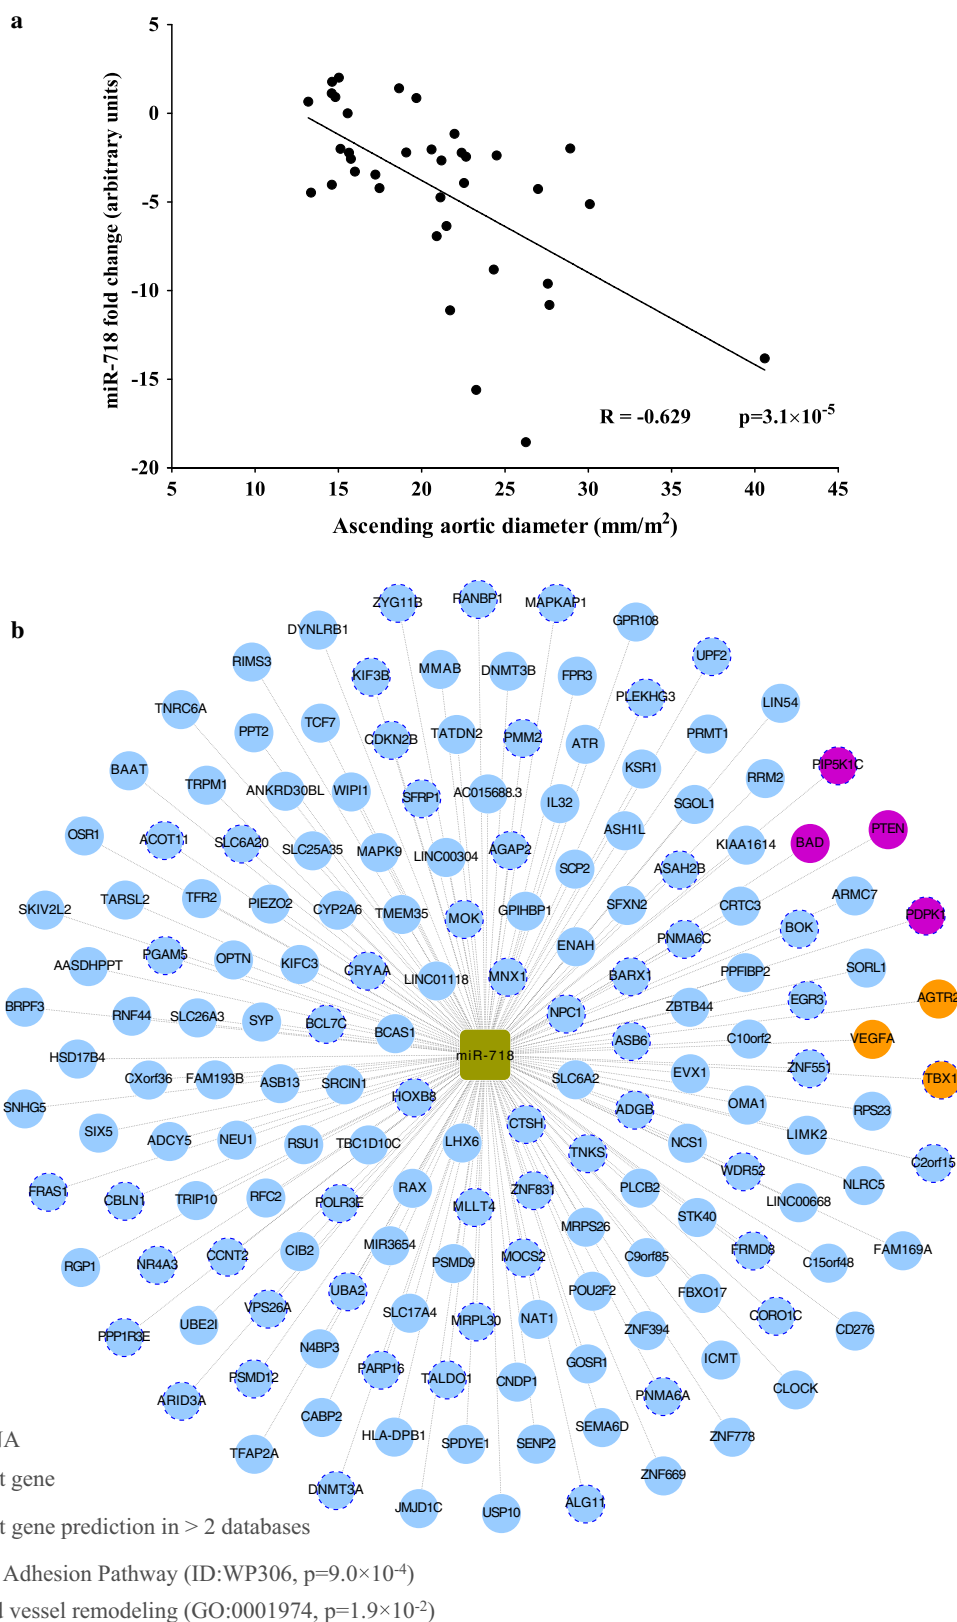 a
5
0
-5
-10
-15
-20
miR-718 fold change (arbitrary units)
R = -0.629 p=3.1×10-5
5 10 15 20 25 30 35 40 45
Ascending aortic diameter (mm/m2)
b
ZYG11B RANBP1 MAPKAP1
DYNLRB1 GPR108
RIMS3 KIF3B MMAB DNMT3B FPR3 UPF2
TNRC6A TCF7 PLEKHG3 LIN54
PPT2 CDKN2B TATDN2 PMM2 ATR PRMT1
BAAT TRPM1 ANKRD30BL WIPI1 SFRP1 AC015688.3 IL32 KSR1 SGOL1 RRM2 PIP5K1C
OSR1 ACOT11 SLC6A20 SLC25A35 MAPK9 LINC00304 AGAP2 SCP2 ASH1L ASAH2B KIAA1614 BAD PTEN
SKIV2L2 TARSL2 TFR2 PIEZO2 CYP2A6 TMEM35 MOK GPIHBP1 SFXN2 CRTC3 ARMC7
AASDHPPT PGAM5 OPTN KIFC3 CRYAA LINC01118 MNX1 ENAH PNMA6C BOK PDPK1
BARX1 PPFIBP2 SORL1
BRPF3 RNF44 SLC26A3 SYP BCL7C BCAS1 NPC1 ZBTB44 EGR3 AGTR2
HSD17B4 miR-718 ASB6 C10orf2 VEGFA
CXorf36 FAM193B ASB13 SRCIN1 SLC6A2 EVX1 ZNF551 TBX1
SNHG5 HOXB8 ADGB OMA1 RPS23
SIX5 ADCY5 NEU1 RSU1 TBC1D10C LHX6 CTSH TNKS NCS1 LIMK2
FRAS1 CBLN1 TRIP10 RFC2 POLR3E RAX MLLT4 ZNF831 PLCB2 WDR52 NLRC5 C2orf15
LINC00668
RGP1 NR4A3 CCNT2 CIB2 MIR3654 PSMD9 MOCS2 MRPS26 STK40 FRMD8 C15orf48 FAM169A
C9orf85
PPP1R3E UBE2I VPS26A UBA2 SLC17A4 MRPL30 NAT1 POU2F2 FBXO17 CORO1C CD276
N4BP3 ZNF394
ARID3A PSMD12 PARP16 TALDO1 CNDP1 GOSR1 ICMT CLOCK
CABP2 PNMA6A
TFAP2A HLA-DPB1 SPDYE1 SENP2 SEMA6D ZNF778
DNMT3A JMJD1C USP10 ALG11 ZNF669
NA
t gene
t gene prediction in > 2 databases
Adhesion Pathway (ID:WP306, p=9.0×10-4)
d vessel remodeling (GO:0001974, p=1.9×10-2)